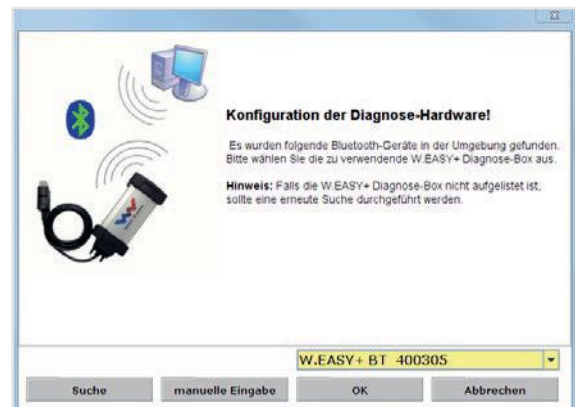 Konfiguration der Diagnose-Hardware!
Es wurden folgende Bluetooth-Geräte in der Umgebung gefunden.
Bitte wählen Sie die zu verwendende W.EASY+ Diagnose-Box aus.
Hinweis: Falls die W.EASY+ Diagnose-Box nicht aufgelistet ist,
sollte eine erneute Suche durchgeführt werden.
W.EASY+ BT 400305
Suche manuelle Eingabe OK Abbrechen